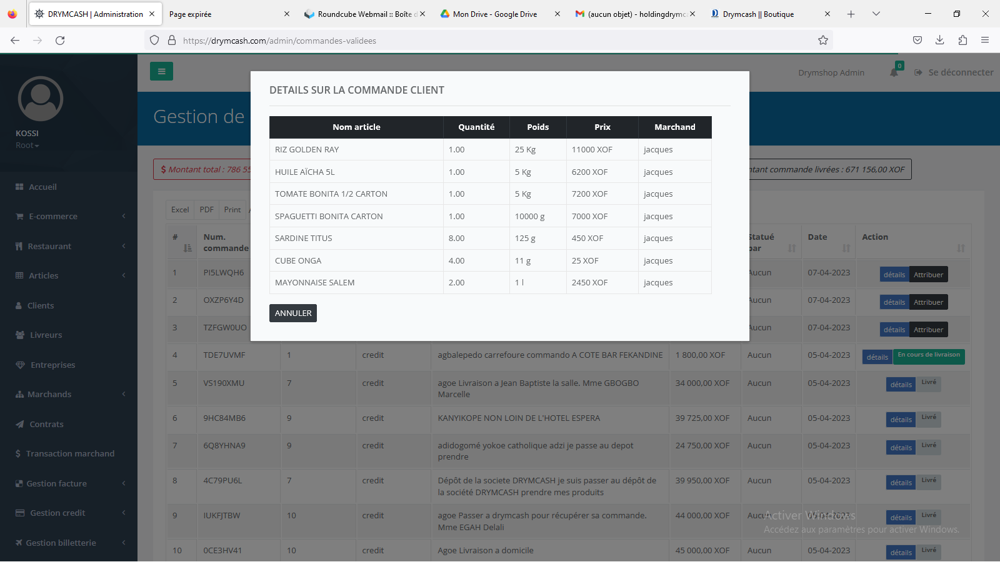 DRYMCASH | Administration
Page expirée
Roundcube Webmail :: Boîte d
Mon Drive - Google Drive
(aucun objet) - holdingdrymca
Drymcash || Boutique
https://drymcash.com/admin/commandes-validees
KOSSI
Root
Accueil
E-commerce
Restaurant
Articles
Clients
Livreurs
Entreprises
Marchands
Contrats
Transaction marchand
Gestion facture
Gestion credit
Gestion billetterie
Drymshop Admin
0
Se déconnecter
Gestion de
DETAILS SUR LA COMMANDE CLIENT
Nom article Quantité Poids Prix Marchand
RIZ GOLDEN RAY 1.00 25 Kg 11000 XOF jacques
HUILE AÏCHA 5L 1.00 5 Kg 6200 XOF jacques
TOMATE BONITA 1/2 CARTON 1.00 5 Kg 7200 XOF jacques
SPAGUETTI BONITA CARTON 1.00 10000 g 7000 XOF jacques
SARDINE TITUS 8.00 125 g 450 XOF jacques
CUBE ONGA 4.00 11 g 25 XOF jacques
MAYONNAISE SALEM 2.00 1 l 2450 XOF jacques
ANNULER
$ Montant total : 786 55
tant commande livrées : 671 156,00 XOF
Excel PDF Print
# Num. commande Statué par Date Action
1 PI5LWQH6 Aucun 07-04-2023 détails Attribuer
2 OXZP6Y4D Aucun 07-04-2023 détails Attribuer
3 TZFGW0UO Aucun 07-04-2023 détails Attribuer
4 TDE7UVMF 1 credit agbalepedo carrefoure commando A COTE BAR FEKANDINE 1 800,00 XOF Aucun 05-04-2023 détails En cours de livraison
5 VS190XMU 7 credit agoe Livraison a Jean Baptiste la salle. Mme GBOGBO Marcelle 34 000,00 XOF Aucun 05-04-2023 détails Livré
6 9HC84MB6 9 credit KANYIKOPE NON LOIN DE L'HOTEL ESPERA 39 725,00 XOF Aucun 05-04-2023 détails Livré
7 6Q8YHNA9 9 credit adidogomé yokoe catholique adzi je passe au depot prendre 24 750,00 XOF Aucun 05-04-2023 détails Livré
8 4C79PU6L 7 credit Dépôt de la societe DRYMCASH je suis passer au dépôt de la société DRYMCASH prendre mes produits 39 950,00 XOF Aucun 05-04-2023 détails Livré
9 IUKFJTBW 10 credit agoe Passer a drymcash pour récupérer sa commande. Mme EGAH Delali 44 000,00 XOF Aucun 05-04-2023 détails Livré
10 0CE3HV41 10 credit Agoe Livraison a domicile 45 000,00 XOF Aucun 05-04-2023 détails Livré
Activer Windows
Accédez aux paramètres pour activer Windows.